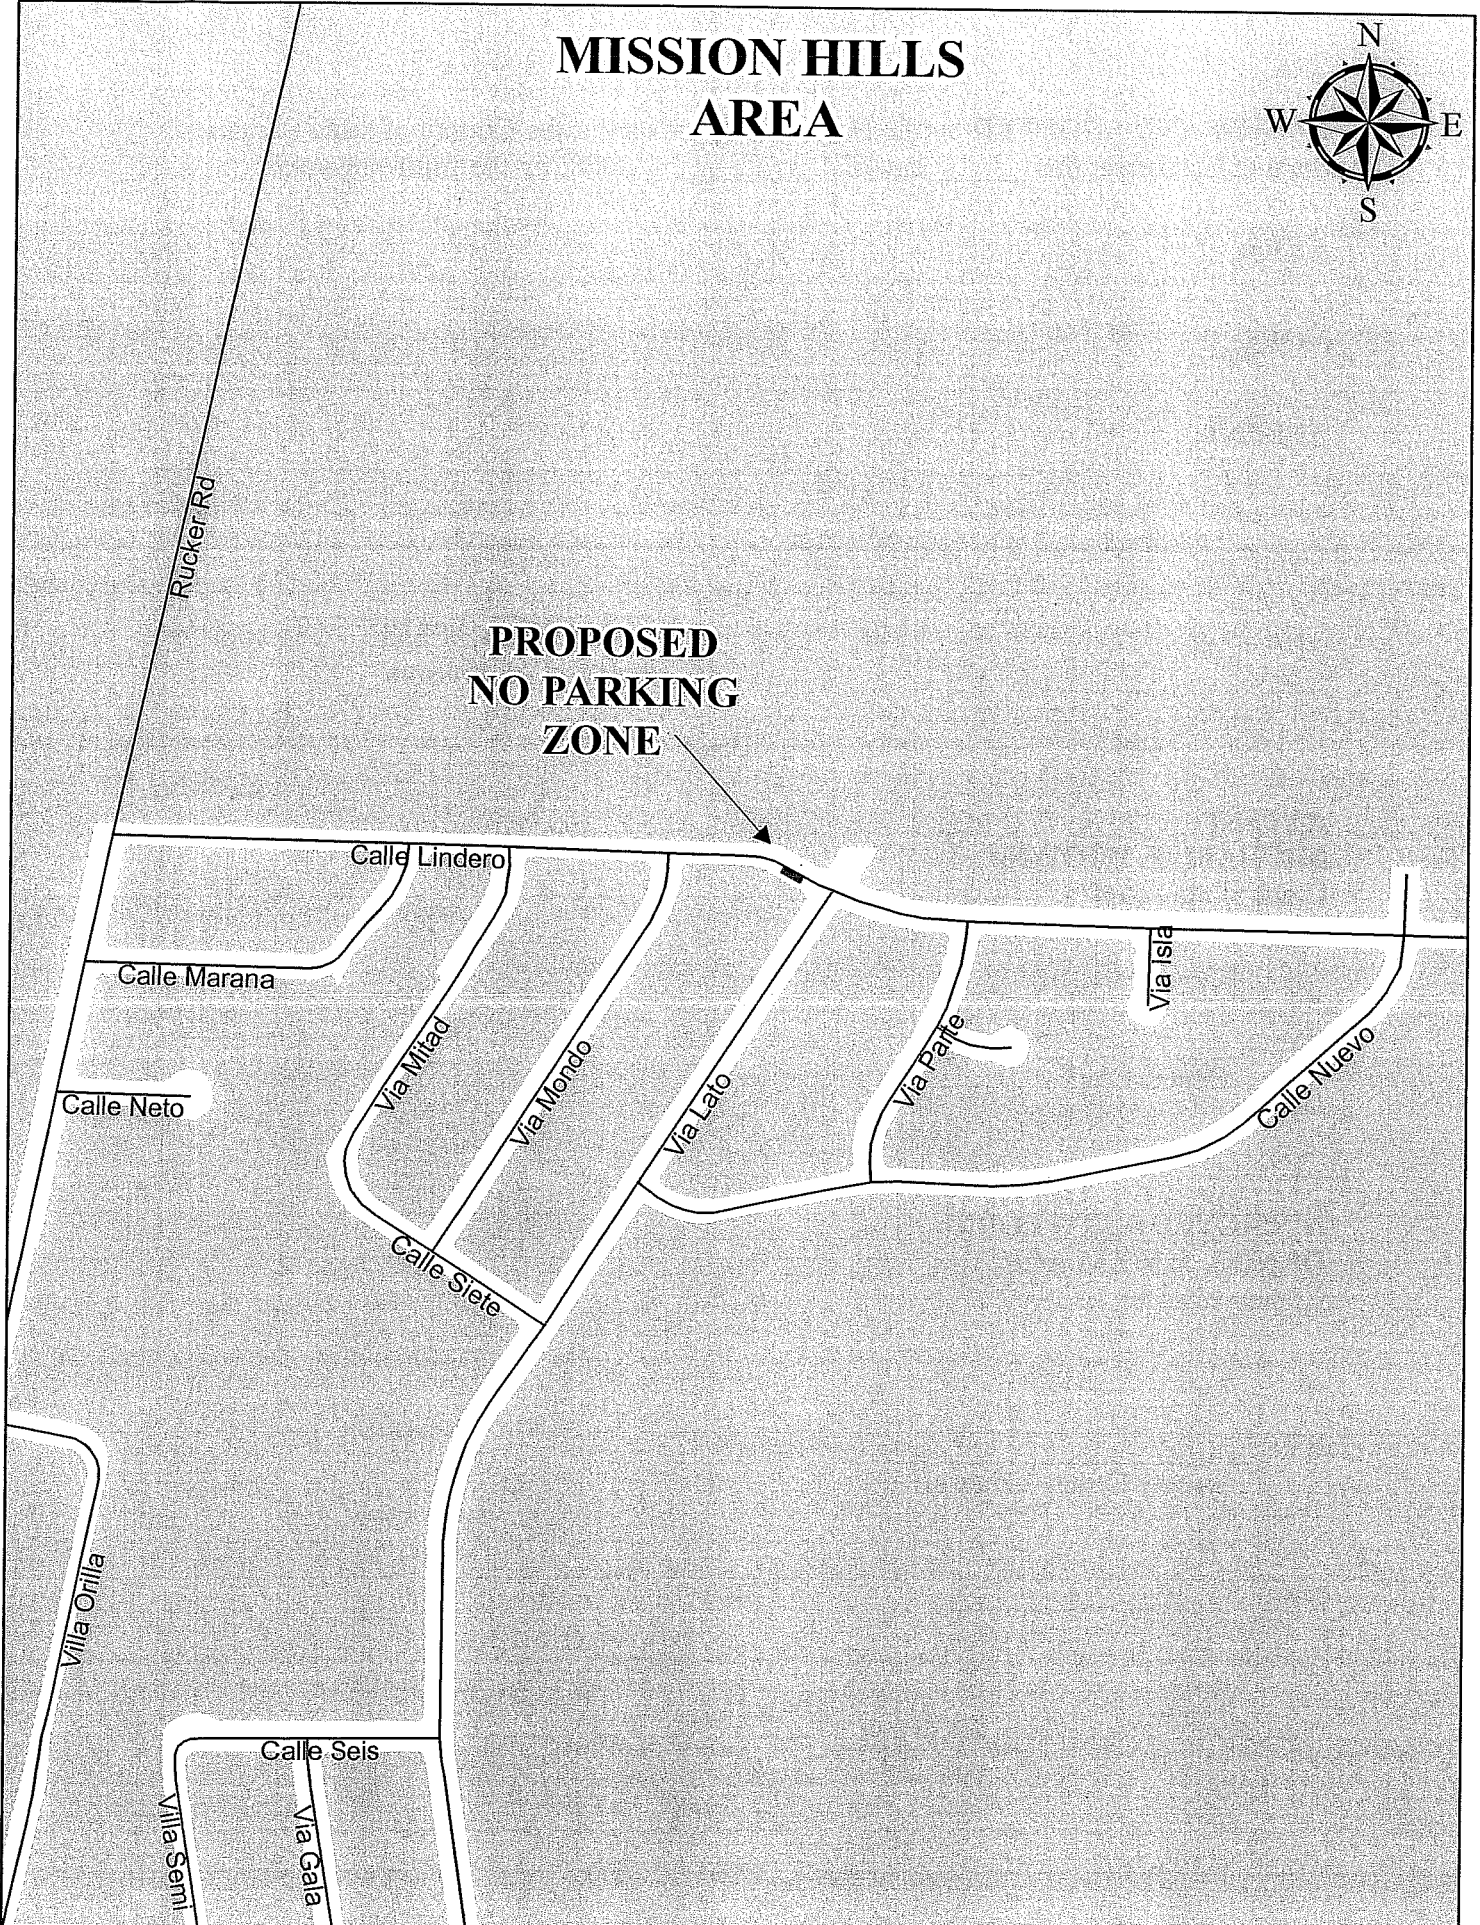 MISSION HILLS
AREA
N
W
E
S
Rucker Rd
PROPOSED
NO PARKING
ZONE
Calle Lindero
Calle Marana
Via Isla
Via Mitad
Via Mondo
Via Lato
Via Parte
Calle Nuevo
Calle Neto
Calle Siete
Villa Orilla
Calle Seis
Villa Semi
Via Gala